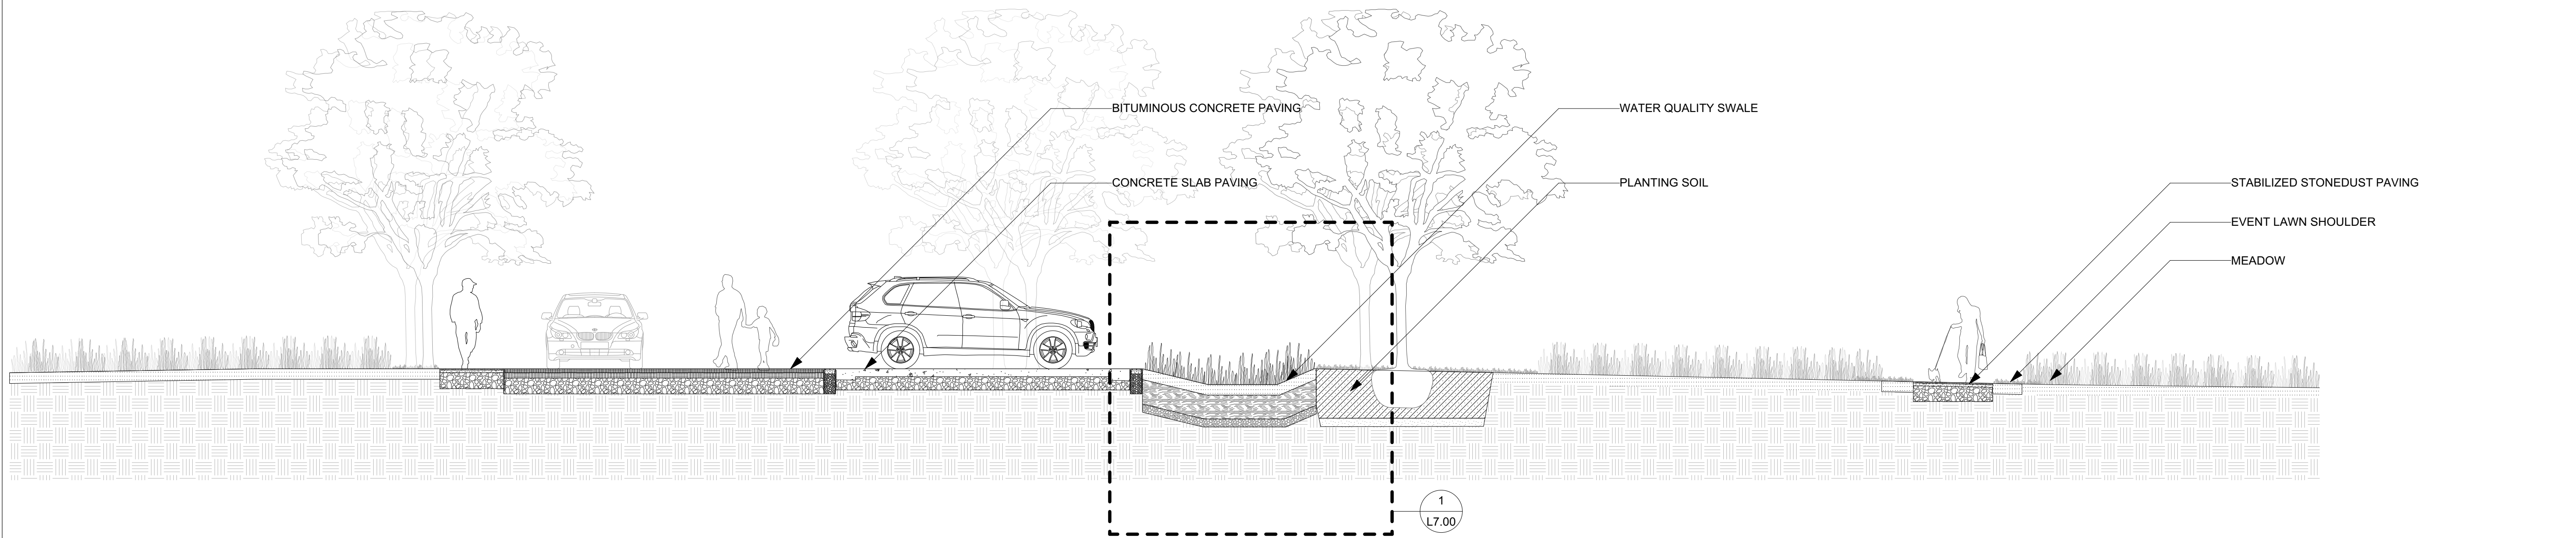 BITUMINOUS CONCRETE PAVING
WATER QUALITY SWALE
CONCRETE SLAB PAVING
PLANTING SOIL
STABILIZED STONEDUST PAVING
EVENT LAWN SHOULDER
MEADOW
1
L7.00